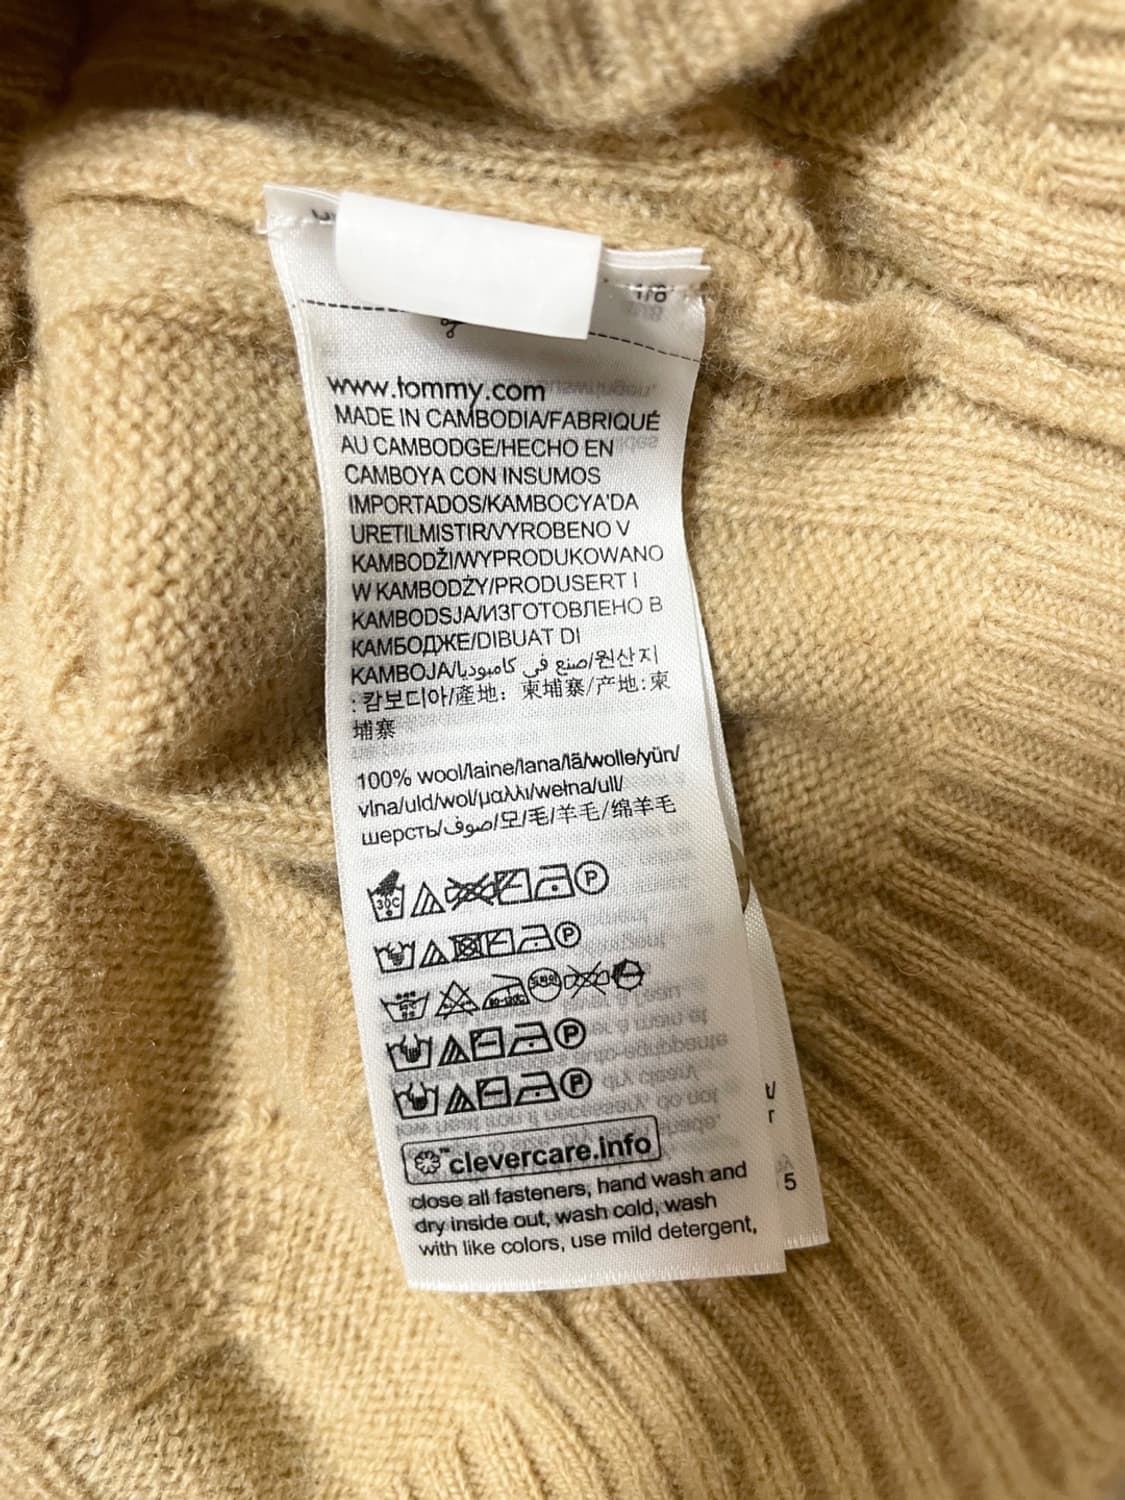 1/6
www.tommy.com
MADE IN CAMBODIA/FABRIQUÉ
AU CAMBODGE/HECHO EN
CAMBOYA CON INSUMOS
IMPORTADOS/KAMBOCYA'DA
URETILMISTIR/VYROBENO V
KAMBODŽI/WYPRODUKOWANO
W KAMBODŻY/PRODUSERT I
KAMBODSJA/ИЗГОТОВЛЕНО В
КАМБОДЖЕ/DIBUAT DI
KAMBOJA/صنع في كامبوديا/원산지
:캄보디아/產地: 柬埔寨/产地:柬
埔寨
100% wool/laine/lana/lã/wolle/yün/
vlna/uld/wol/μαλλι/wełna/ull/
шерсть/صوف/모/毛/羊毛/绵羊毛
30C
P
P
P
P
clevercare.info
close all fasteners, hand wash and
dry inside out, wash cold, wash
with like colors, use mild detergent,
5